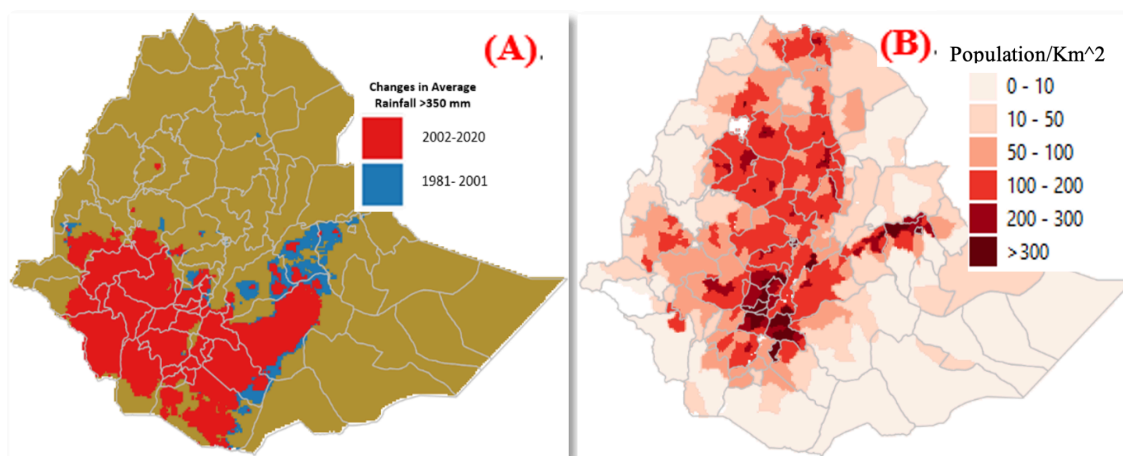 (A).
Changes in Average
Rainfall >350 mm
2002-2020
1981- 2001
(B).
Population/Km^2
0 - 10
10 - 50
50 - 100
100 - 200
200 - 300
>300